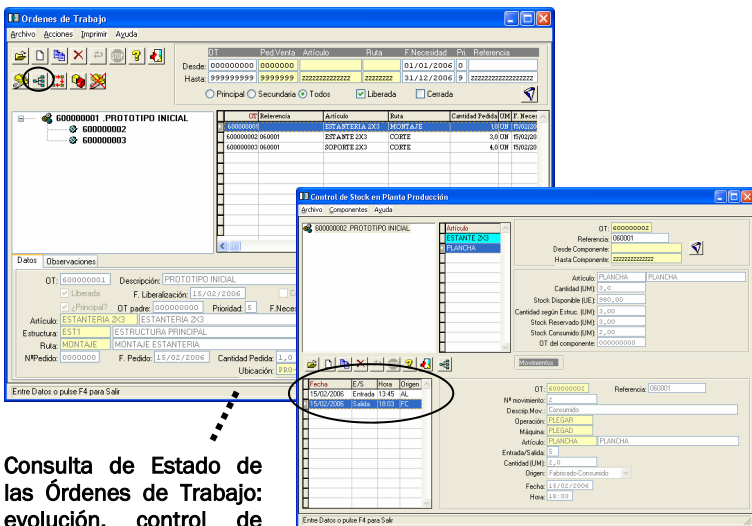 Ordenes de Trabajo
Archivo Acciones Imprimir Ayuda
OT Ped.Venta Artículo Ruta F.Necesidad Pri. Referencia
Desde: 000000000 0000000 01/01/2006 0
Hasta: 999999999 9999999 zzzzzzzzzzzzz zzzzzzzz 31/12/2006 9 zzzzzzzzzzzzzzzzzzzz
Principal Secundaria Todos Liberada Cerrada
600000001 .PROTOTIPO INICIAL
600000002
600000003
OT Referencia Artículo Ruta Cantidad Pedida UM F. Neces
600000001 ESTANTERIA 2X3 MONTAJE 1,0 UN 15/02/20
600000002 060001 ESTANTE 2X3 CORTE 3,0 UN 15/02/20
600000003 060001 SOPORTE 2X3 CORTE 4,0 UN 15/02/20
Datos Observaciones
OT: 600000001 Descripción: PROTOTIPO INICIAL
Liberada F. Liberalización: 15/02/2006
¿Principal? OT padre: 000000000 Prioridad: 5 F.Neces
Artículo: ESTANTERIA 2X3 ESTANTERIA 2X3
Estructura: EST1 ESTRUCTURA PRINCIPAL
Ruta: MONTAJE MONTAJE ESTANTERIA
NºPedido: 0000000 F. Pedido: 15/02/2006 Cantidad Pedida: 1,0
Ubicación: PRO-
Entre Datos o pulse F4 para Salir
Control de Stock en Planta Producción
Archivo Componentes Ayuda
600000002 .PROTOTIPO INICIAL
Artículo
ESTANTE 2X3
PLANCHA
OT: 600000002
Referencia: 060001
Desde Componente:
Hasta Componente: zzzzzzzzzzzzz
Artículo: PLANCHA PLANCHA
Cantidad (UM): 3,0
Stock Disponible (UE): 980,00
Cantidad según Estruc. (UM): 3,00
Stock Reservado (UM): 3,00
Stock Consumido (UM): 2,00
OT del componente: 000000000
Movimientos
Fecha E/S Hora Origen
15/02/2006 Entrada 13:45 AL
15/02/2006 Salida 18:03 FC
OT: 600000002 Referencia: 060001
Nº movimiento: 2
Descrip.Mov.: Consumido
Operación: PLEGAR
Máquina: PLEGAD
Artículo: PLANCHA PLANCHA
Entrada/Salida: S
Cantidad (UM): 2,0
Origen: Fabricado-Consumido
Fecha: 15/02/2006
Hora: 18:03
Entre Datos o pulse F4 para Salir
Consulta de Estado de
las Órdenes de Trabajo:
evolución, control de